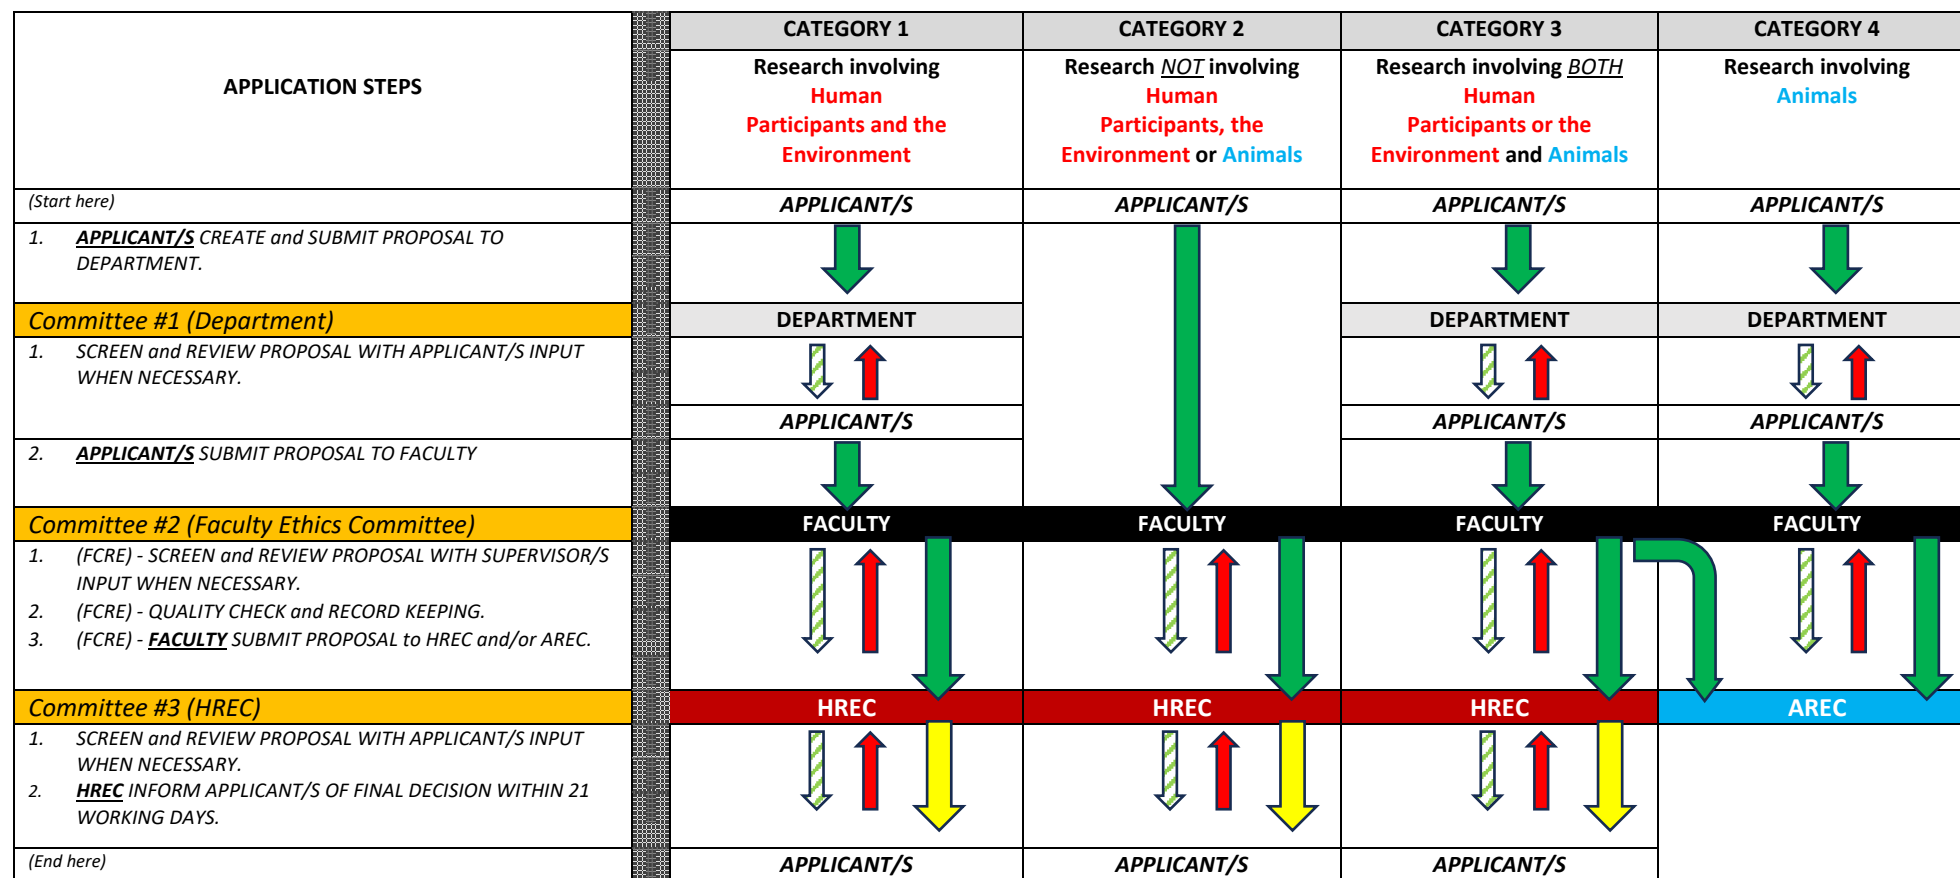 APPLICATION STEPS
CATEGORY 1
CATEGORY 2
CATEGORY 3
CATEGORY 4
Research involving
Human
Participants and the
Environment
Research NOT involving
Human
Participants, the
Environment or Animals
Research involving BOTH
Human
Participants or the
Environment and Animals
Research involving
Animals
(Start here)
APPLICANT/S
APPLICANT/S
APPLICANT/S
APPLICANT/S
1. APPLICANT/S CREATE and SUBMIT PROPOSAL TO
DEPARTMENT.
Committee #1 (Department)
DEPARTMENT
DEPARTMENT
DEPARTMENT
1. SCREEN and REVIEW PROPOSAL WITH APPLICANT/S INPUT
WHEN NECESSARY.
APPLICANT/S
APPLICANT/S
APPLICANT/S
2. APPLICANT/S SUBMIT PROPOSAL TO FACULTY
Committee #2 (Faculty Ethics Committee)
FACULTY
FACULTY
FACULTY
FACULTY
1. (FCRE) - SCREEN and REVIEW PROPOSAL WITH SUPERVISOR/S
INPUT WHEN NECESSARY.
2. (FCRE) - QUALITY CHECK and RECORD KEEPING.
3. (FCRE) - FACULTY SUBMIT PROPOSAL to HREC and/or AREC.
Committee #3 (HREC)
HREC
HREC
HREC
AREC
1. SCREEN and REVIEW PROPOSAL WITH APPLICANT/S INPUT
WHEN NECESSARY.
2. HREC INFORM APPLICANT/S OF FINAL DECISION WITHIN 21
WORKING DAYS.
(End here)
APPLICANT/S
APPLICANT/S
APPLICANT/S